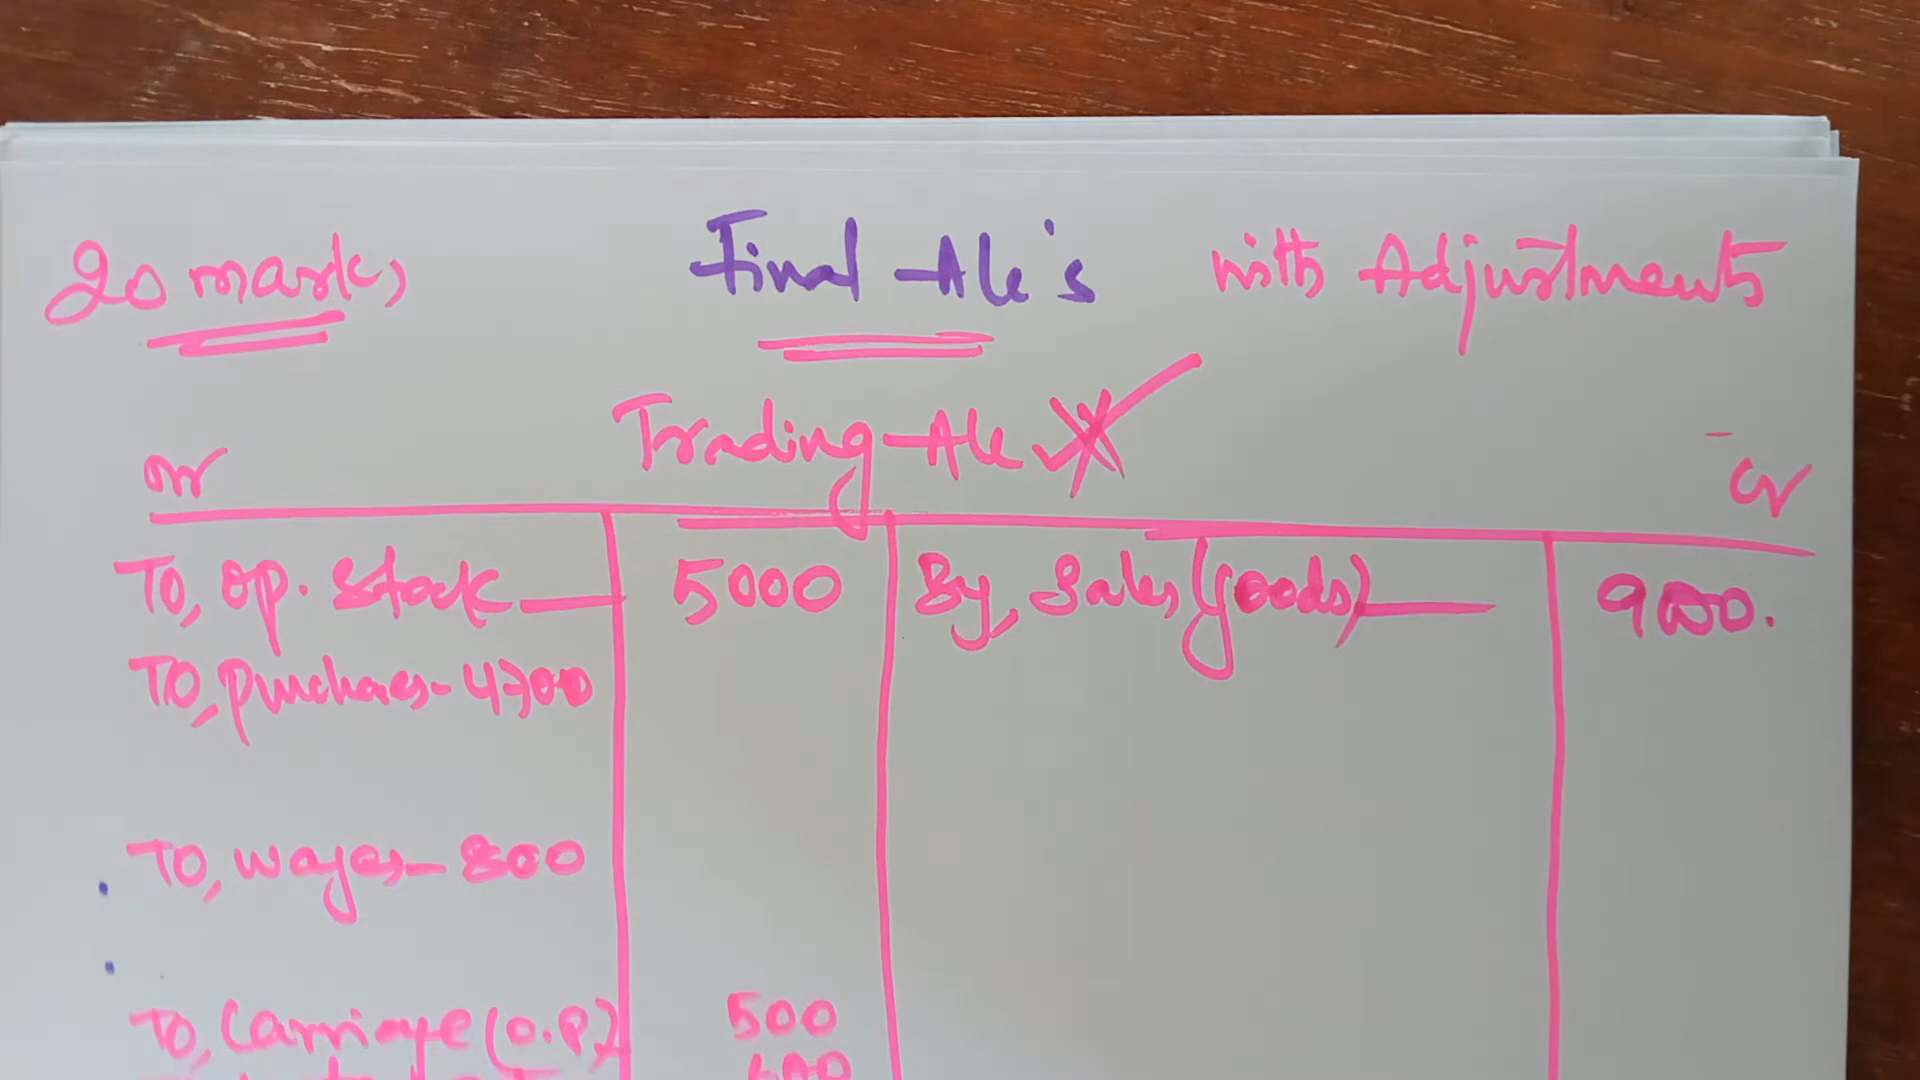 20 marks Final A/c's with Adjustments
Trading A/c
Dr Cr
To, op. stock 5000 By, Sales (goods) 9000.
To, purchases - 4700
To, wages - 800
To, Carriage (O.P) 500
600